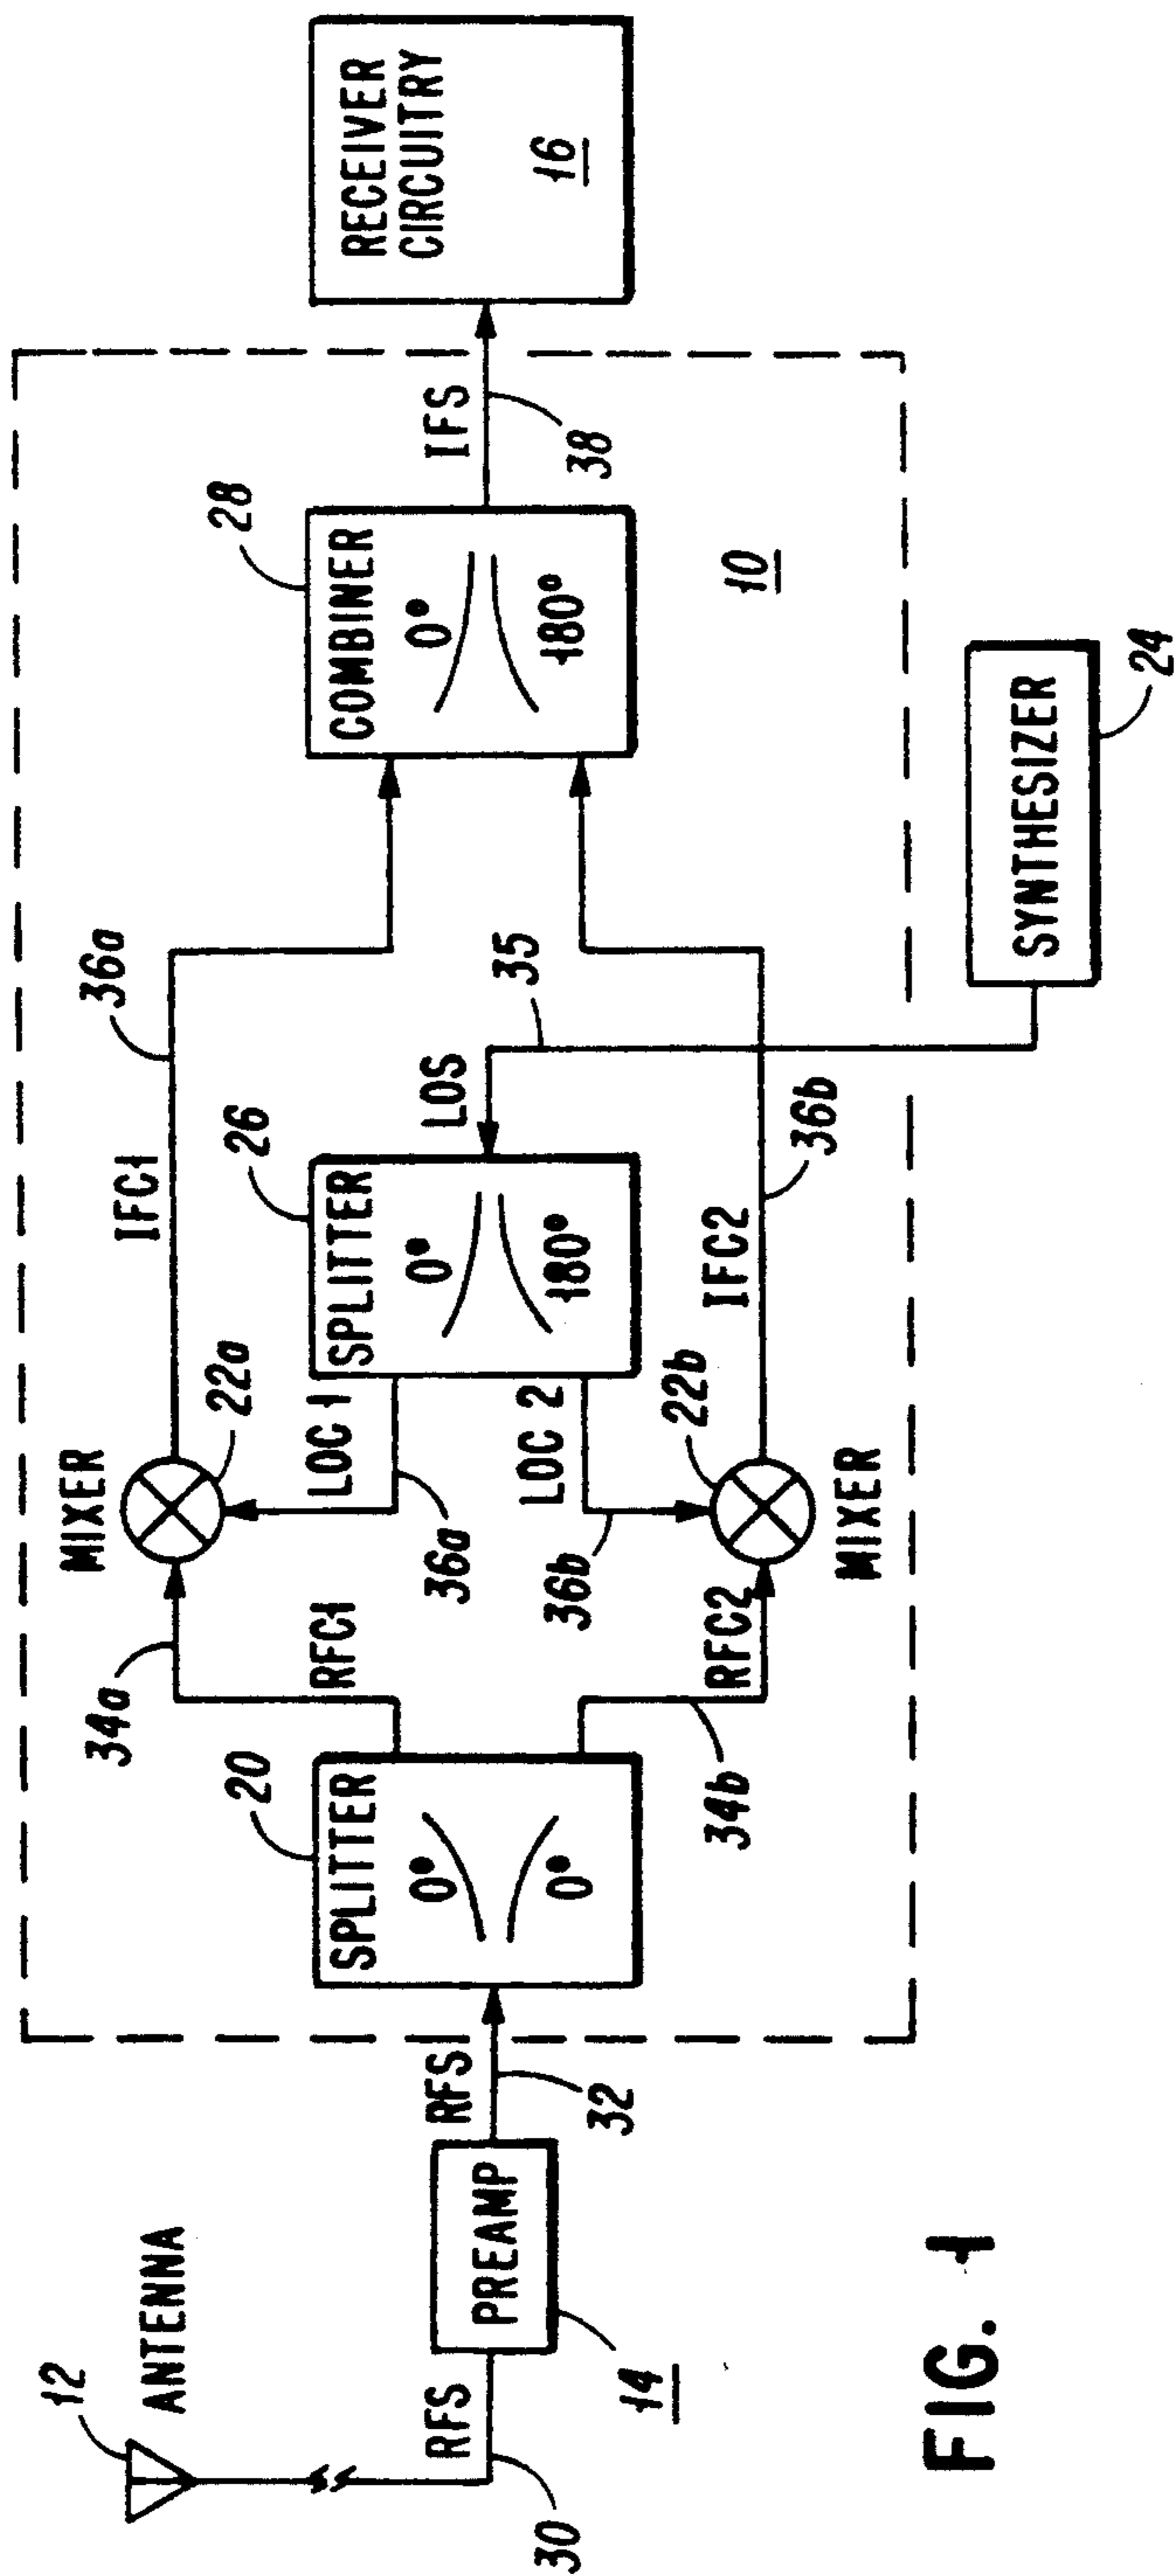 12
ANTENNA
RFS
30
PREAMP
14
RFS
32
SPLITTER
0°
0°
20
34a
RFC1
RFC2
34b
MIXER
22a
LOC 1
36a
LOC 2
36b
22b
MIXER
SPLITTER
0°
180°
26
LOS
35
IFC1
36a
IFC2
36b
COMBINER
0°
180°
28
IFS
38
10
RECEIVER
CIRCUITRY
16
SYNTHESIZER
24
FIG. 1